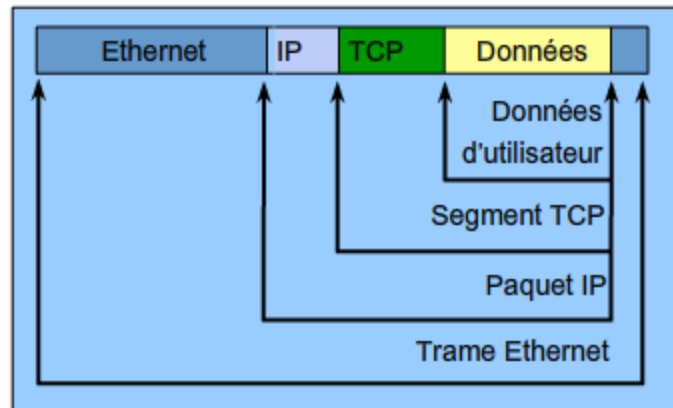 Ethernet IP TCP Données
Données
d'utilisateur
Segment TCP
Paquet IP
Trame Ethernet